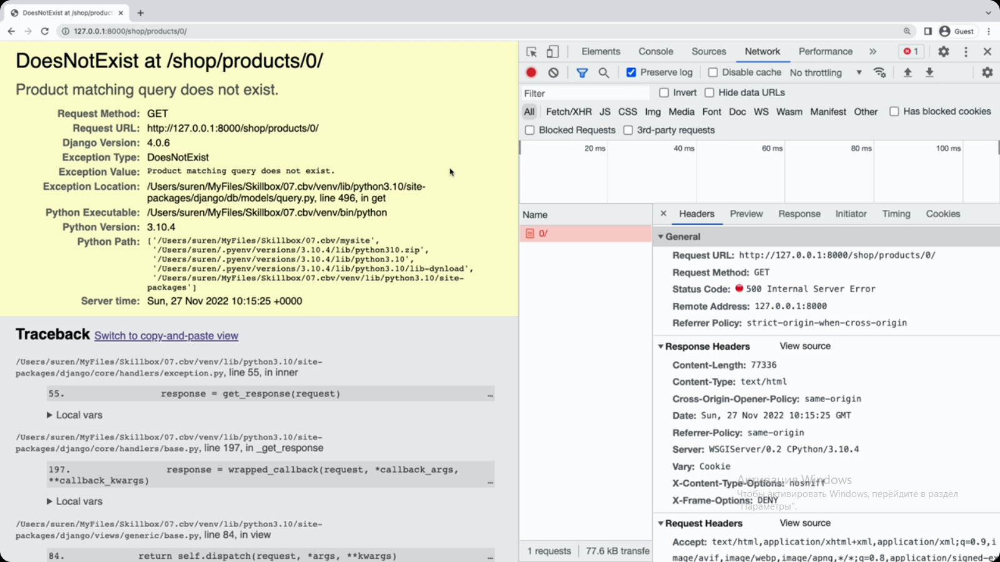 DoesNotExist at /shop/product
127.0.0.1:8000/shop/products/0/
Guest
DoesNotExist at /shop/products/0/
Product matching query does not exist.
Request Method: GET
Request URL: http://127.0.0.1:8000/shop/products/0/
Django Version: 4.0.6
Exception Type: DoesNotExist
Exception Value: Product matching query does not exist.
Exception Location: /Users/suren/MyFiles/Skillbox/07.cbv/venv/lib/python3.10/site-
packages/django/db/models/query.py, line 496, in get
Python Executable: /Users/suren/MyFiles/Skillbox/07.cbv/venv/bin/python
Python Version: 3.10.4
Python Path: ['/Users/suren/MyFiles/Skillbox/07.cbv/mysite',
'/Users/suren/.pyenv/versions/3.10.4/lib/python310.zip',
'/Users/suren/.pyenv/versions/3.10.4/lib/python3.10',
'/Users/suren/.pyenv/versions/3.10.4/lib/python3.10/lib-dynload',
'/Users/suren/MyFiles/Skillbox/07.cbv/venv/lib/python3.10/site-
packages']
Server time: Sun, 27 Nov 2022 10:15:25 +0000
Traceback Switch to copy-and-paste view
/Users/suren/MyFiles/Skillbox/07.cbv/venv/lib/python3.10/site-
packages/django/core/handlers/exception.py, line 55, in inner
55. response = get_response(request) …
Local vars
/Users/suren/MyFiles/Skillbox/07.cbv/venv/lib/python3.10/site-
packages/django/core/handlers/base.py, line 197, in _get_response
197. response = wrapped_callback(request, *callback_args,
**callback_kwargs) …
Local vars
/Users/suren/MyFiles/Skillbox/07.cbv/venv/lib/python3.10/site-
packages/django/views/generic/base.py, line 84, in view
84. return self.dispatch(request, *args, **kwargs) …
Elements Console Sources Network Performance » 1
Preserve log Disable cache No throttling
Filter Invert Hide data URLs
All Fetch/XHR JS CSS Img Media Font Doc WS Wasm Manifest Other Has blocked cookies
Blocked Requests 3rd-party requests
20 ms 40 ms 60 ms 80 ms 100 ms
Name
0/
1 requests 77.6 kB transfe
Headers Preview Response Initiator Timing Cookies
General
Request URL: http://127.0.0.1:8000/shop/products/0/
Request Method: GET
Status Code: 500 Internal Server Error
Remote Address: 127.0.0.1:8000
Referrer Policy: strict-origin-when-cross-origin
Response Headers View source
Content-Length: 77336
Content-Type: text/html
Cross-Origin-Opener-Policy: same-origin
Date: Sun, 27 Nov 2022 10:15:25 GMT
Referrer-Policy: same-origin
Server: WSGIServer/0.2 CPython/3.10.4
Vary: Cookie
X-Content-Type-Options: nosniff
X-Frame-Options: DENY
Активация Windows
Чтобы активировать Windows, перейдите в раздел
"Параметры".
Request Headers View source
Accept: text/html,application/xhtml+xml,application/xml;q=0.9,i
mage/avif,image/webp,image/apng,*/*;q=0.8,application/signed-ex